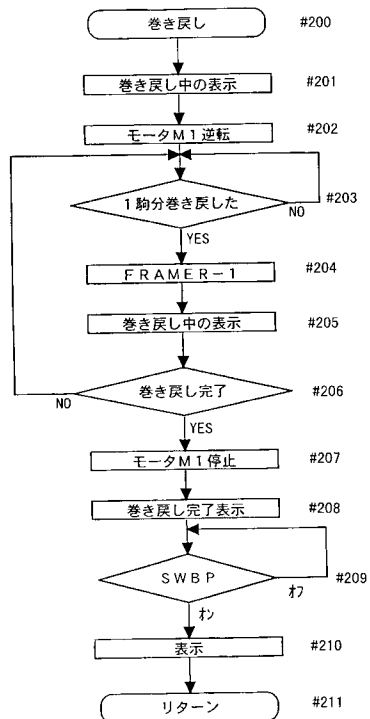 巻き戻し #200
巻き戻し中の表示 #201
モータM1逆転 #202
1駒分巻き戻した #203
NO
YES
FRAMER-1 #204
巻き戻し中の表示 #205
巻き戻し完了 #206
NO
YES
モータM1停止 #207
巻き戻し完了表示 #208
SWBP #209
オフ
オン
表示 #210
リターン #211